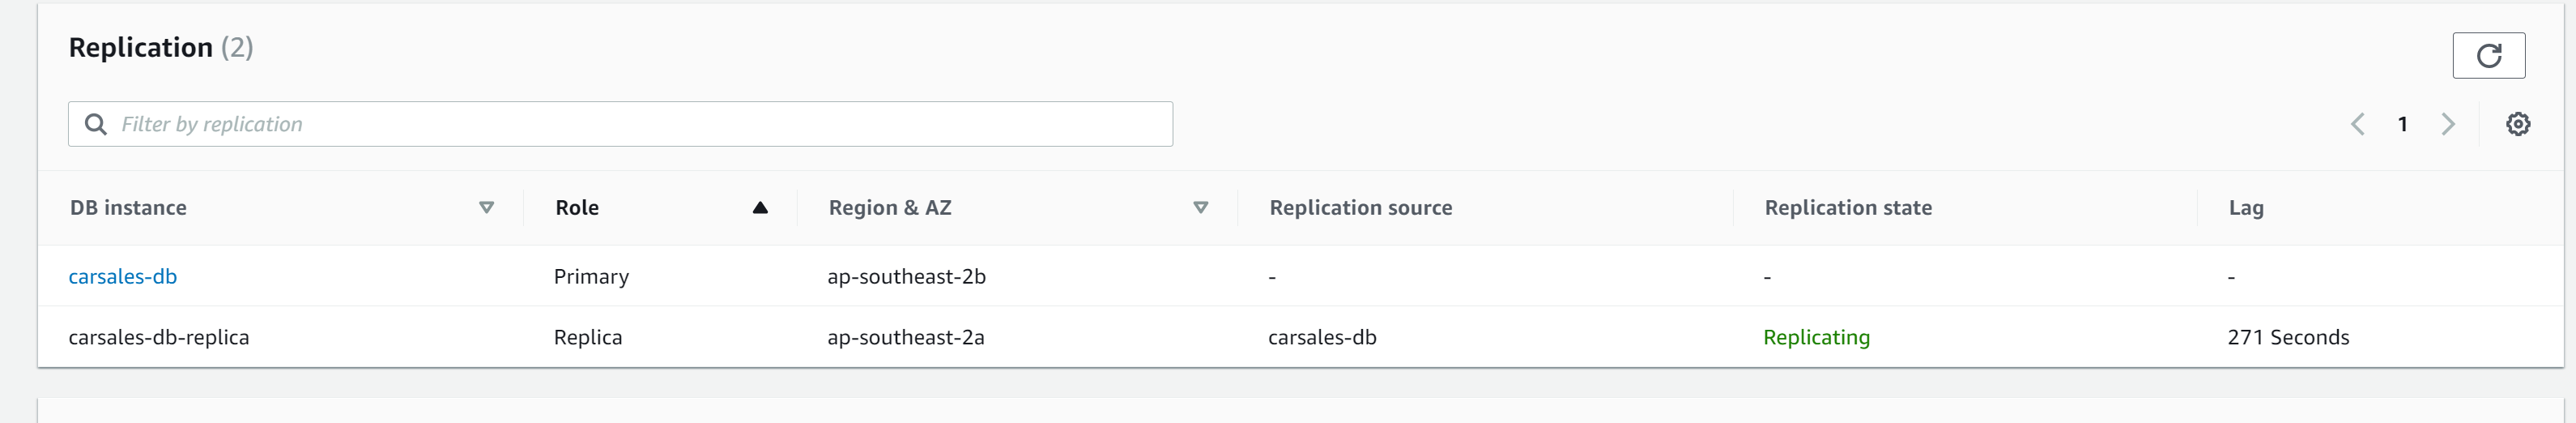 Replication (2)
Filter by replication
1
DB instance Role Region & AZ Replication source Replication state Lag
carsales-db Primary ap-southeast-2b - - -
carsales-db-replica Replica ap-southeast-2a carsales-db Replicating 271 Seconds